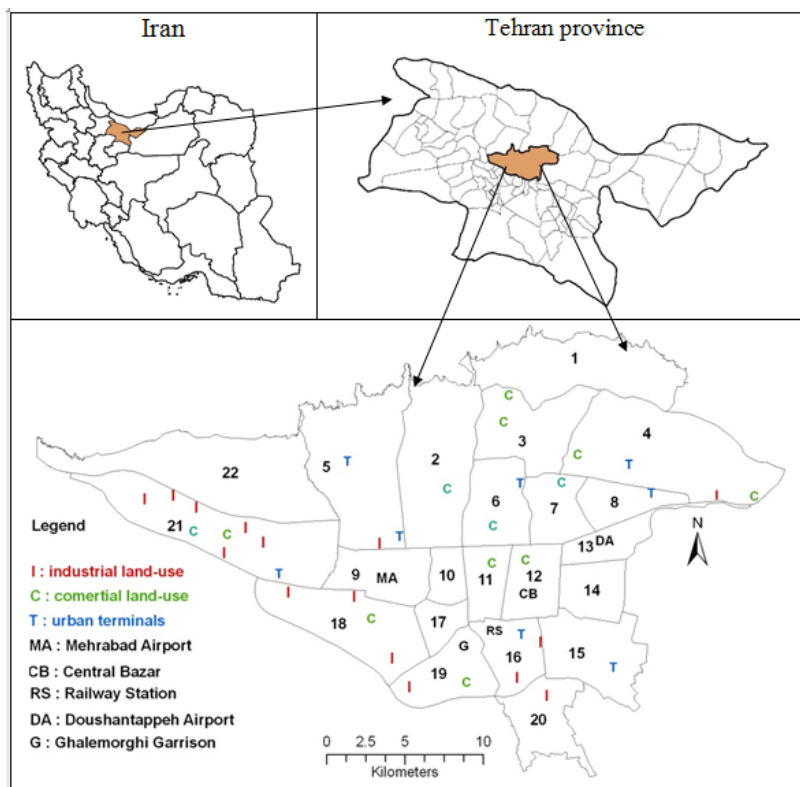 Iran
Tehran province
1
C
C
3
4
C
T
5
T
2
22
C
6
T
C
7
8
T
I
C
I
I
I
21
C
C
I
I
I
C
T
I
N
Legend
13 DA
T
9
MA
10
11
C
C
12
CB
14
I : industrial land-use
C : comertial land-use
T : urban terminals
MA : Mehrabad Airport
CB : Central Bazar
RS : Railway Station
DA : Doushantappeh Airport
G : Ghalemorghi Garrison
I
I
18
C
17
RS
T
I
G
16
15
I
19
T
I
C
I
I
20
0 2.5 5 10
Kilometers